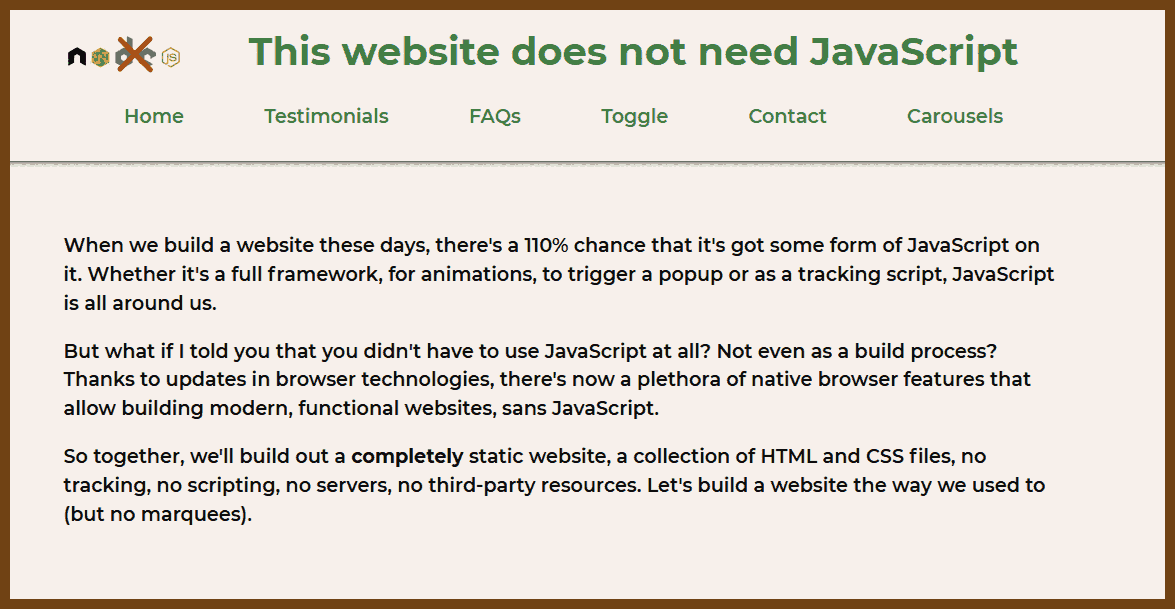 This website does not need JavaScript
Home Testimonials FAQs Toggle Contact Carousels
When we build a website these days, there's a 110% chance that it's got some form of JavaScript on
it. Whether it's a full framework, for animations, to trigger a popup or as a tracking script, JavaScript
is all around us.
But what if I told you that you didn't have to use JavaScript at all? Not even as a build process?
Thanks to updates in browser technologies, there's now a plethora of native browser features that
allow building modern, functional websites, sans JavaScript.
So together, we'll build out a completely static website, a collection of HTML and CSS files, no
tracking, no scripting, no servers, no third-party resources. Let's build a website the way we used to
(but no marquees).